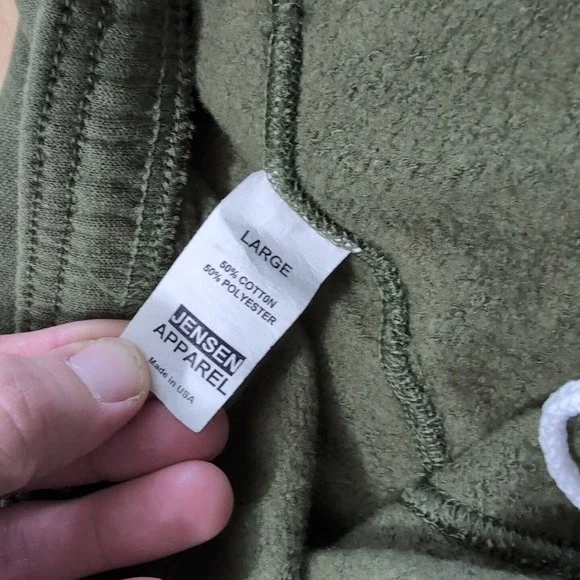 LARGE
50% COTTON
50% POLYESTER
JENSEN
APPAREL
Made in USA